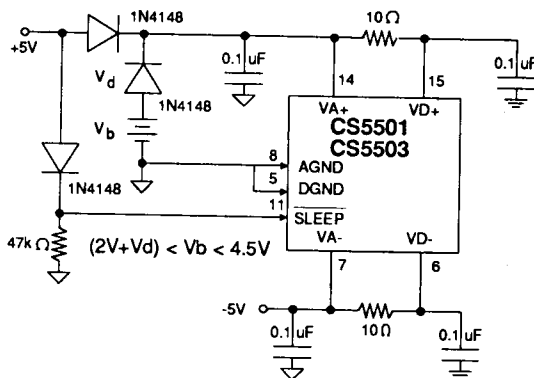 1N4148
10Ω
+5V
0.1 uF
0.1 uF
Vd
14
15
1N4148
VA+ VD+
Vb
CS5501
CS5503
8
AGND
5
DGND
1N4148
11
SLEEP
47k Ω
(2V+Vd) < Vb < 4.5V
VA- VD-
7
6
-5V
0.1 uF
10Ω
0.1 uF